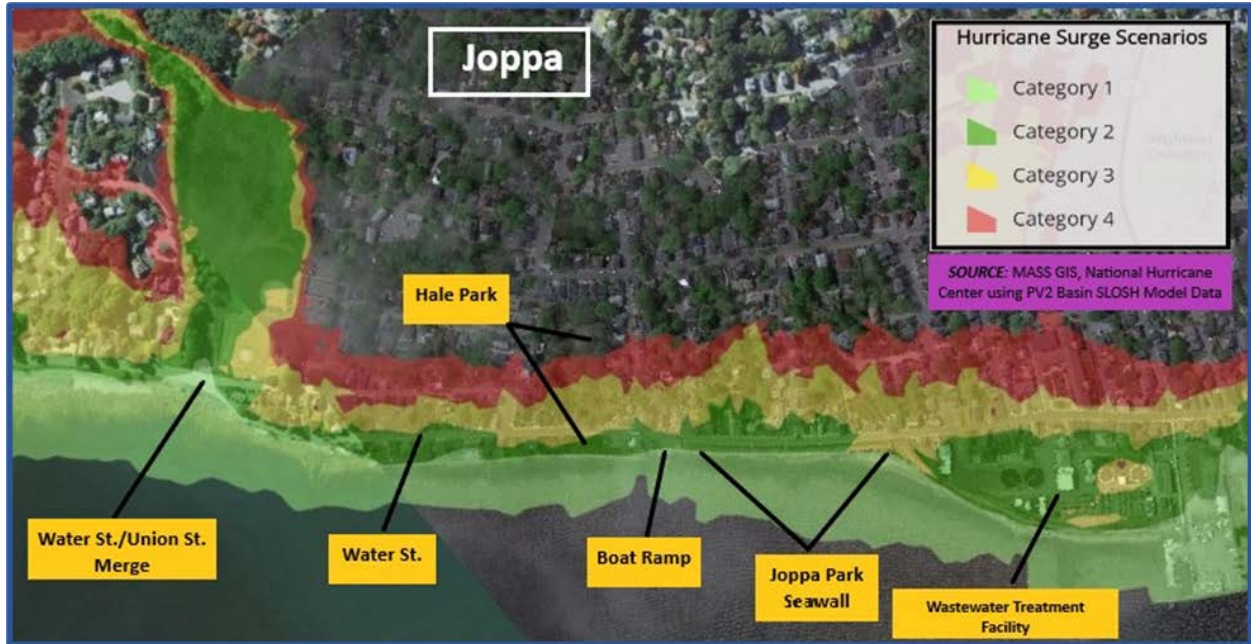 Joppa
Hurricane Surge Scenarios
Category 1
Category 2
Category 3
Category 4
SOURCE: MASS GIS, National Hurricane
Center using PV2 Basin SLOSH Model Data
Hale Park
Water St./Union St.
Merge
Water St.
Boat Ramp
Joppa Park
Seawall
Wastewater Treatment
Facility